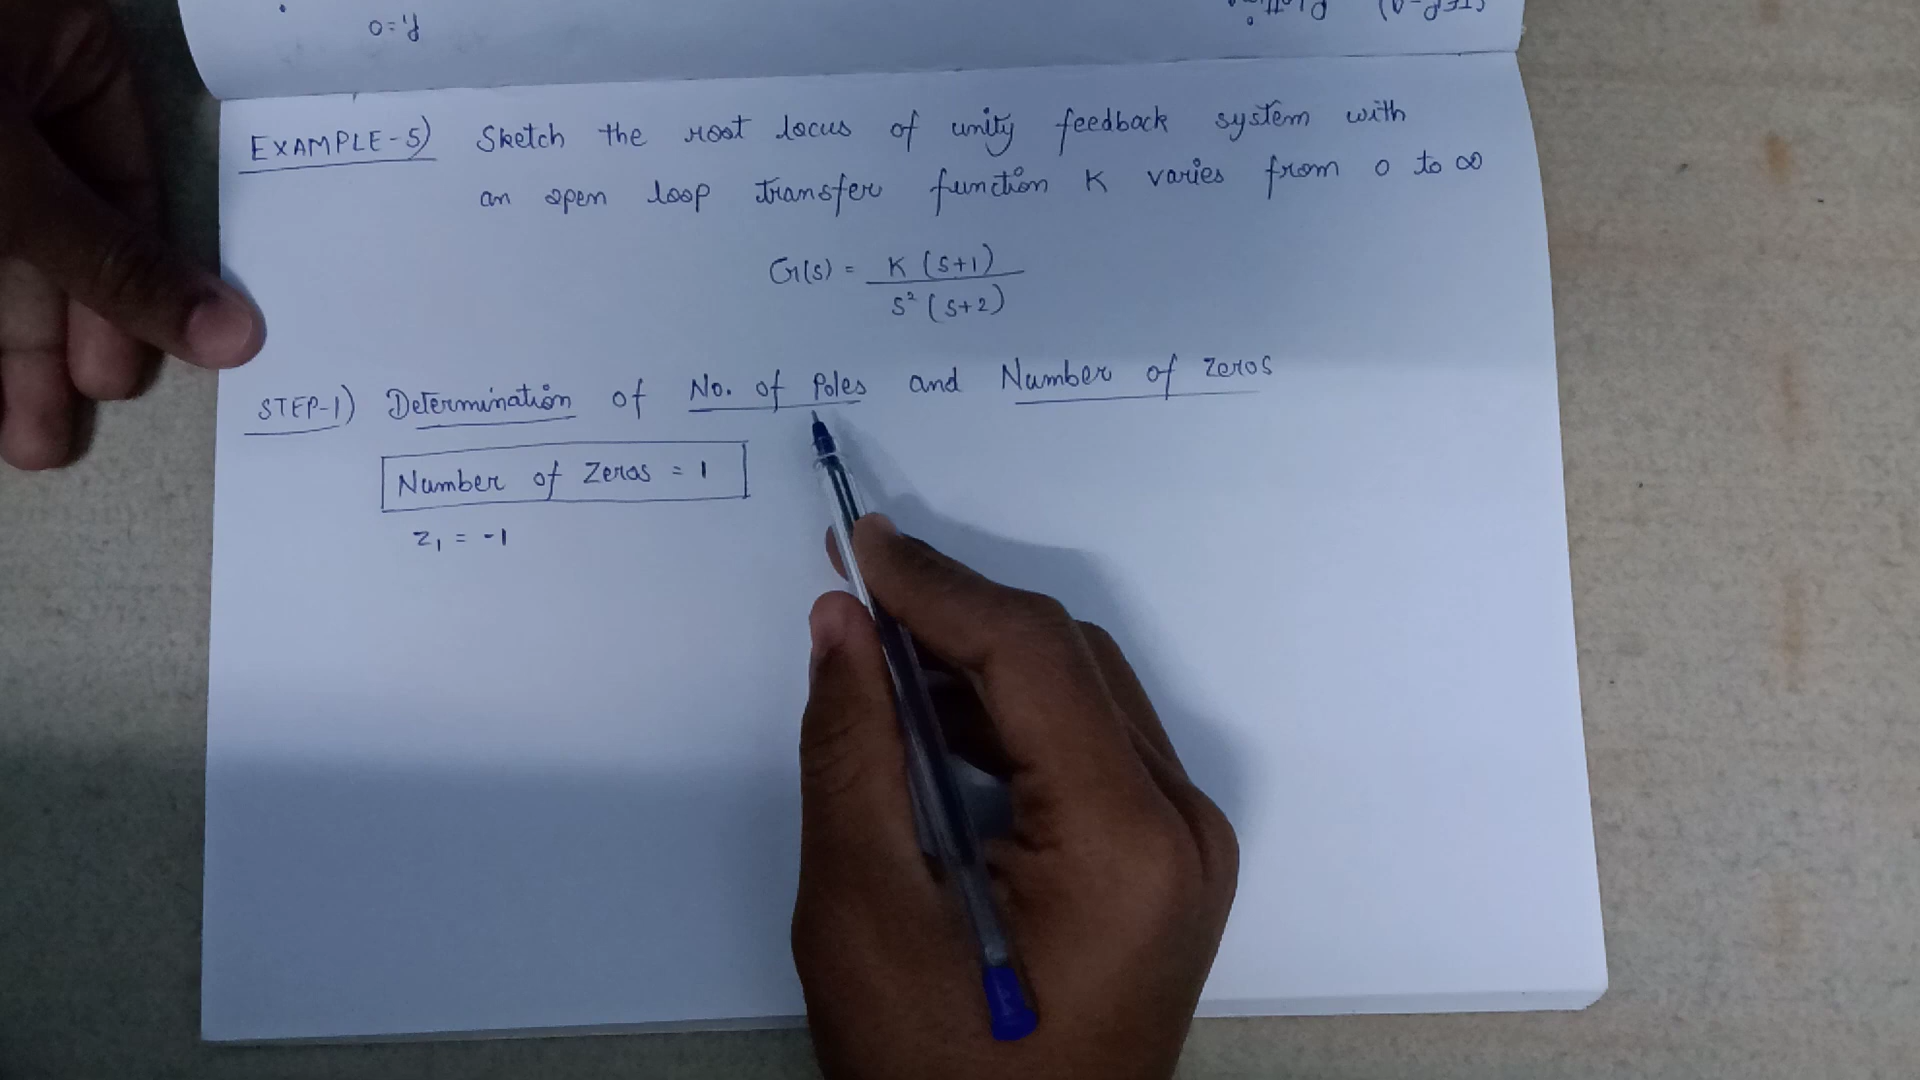 EXAMPLE-5) Sketch the root locus of unity feedback system with
an open loop transfer function K varies from 0 to ∞
G(s) = K (s+1)
s² (s+2)
STEP-1) Determination of No. of Poles and Number of Zeros
Number of Zeros = 1
z₁ = -1